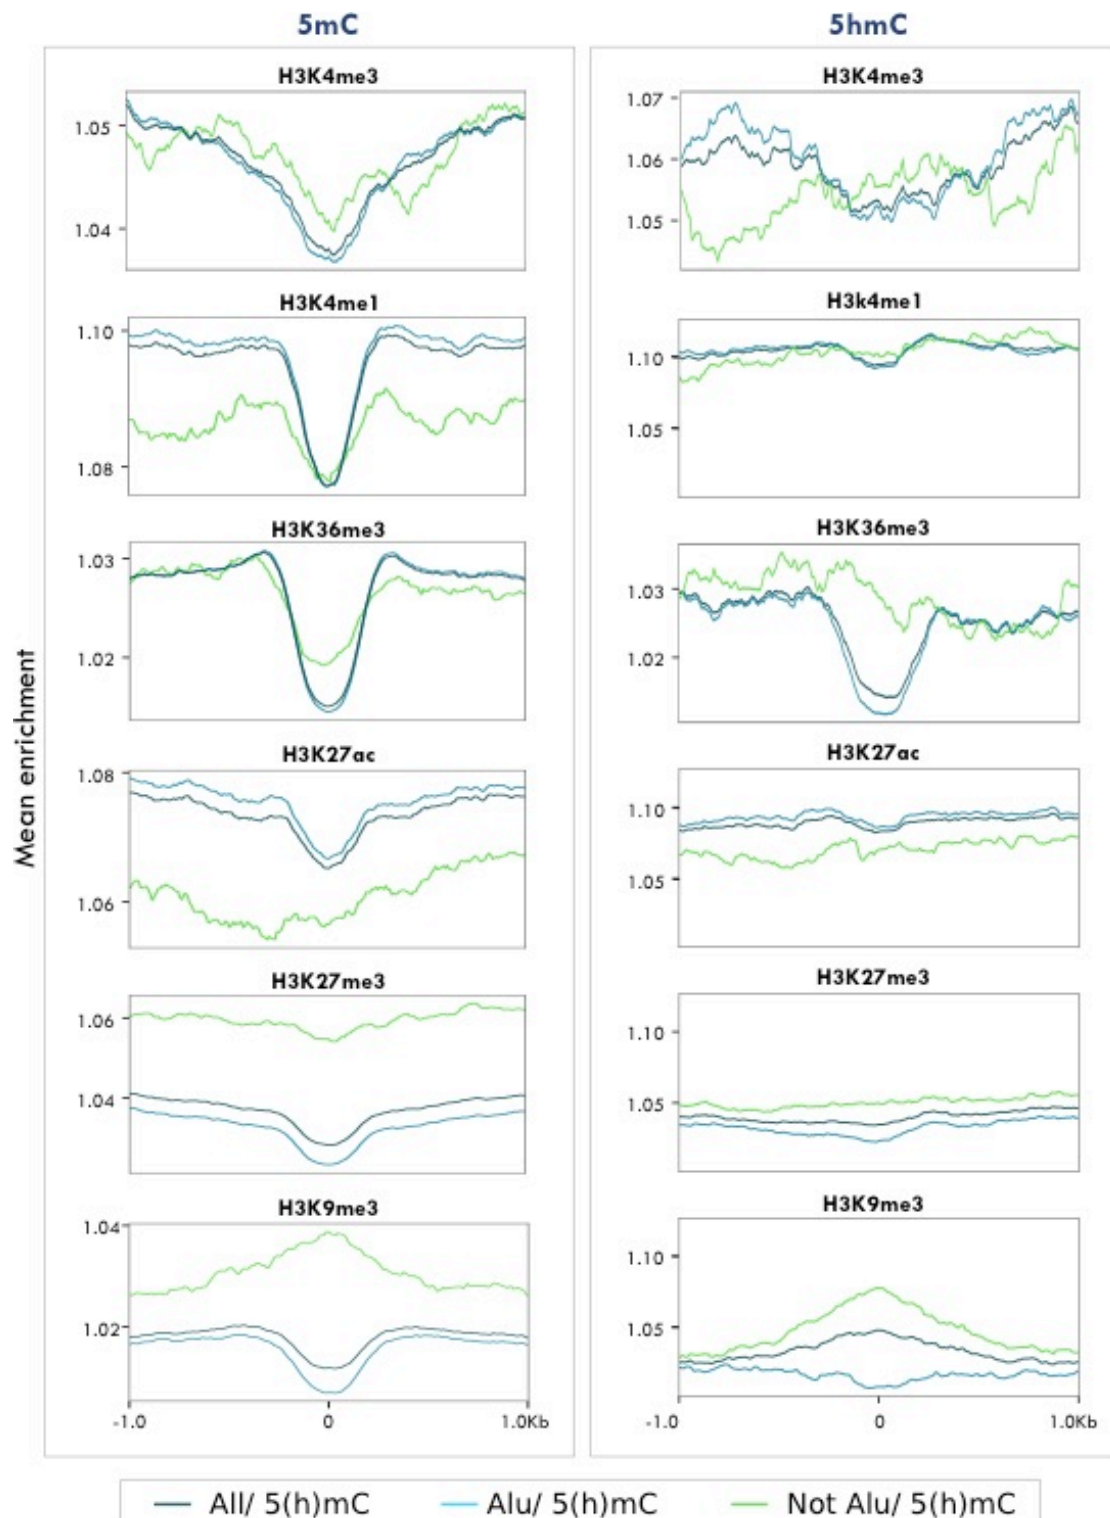 5mC
5hmC
Mean enrichment
H3K4me3
1.05
1.04
H3K4me3
1.07
1.06
1.05
H3K4me1
1.10
1.08
H3k4me1
1.10
1.05
H3K36me3
1.03
1.02
H3K36me3
1.03
1.02
H3K27ac
1.08
1.06
H3K27ac
1.10
1.05
H3K27me3
1.06
1.04
H3K27me3
1.10
1.05
H3K9me3
1.04
1.02
-1.0 0 1.0Kb
H3K9me3
1.10
1.05
-1.0 0 1.0Kb
All/ 5(h)mC Alu/ 5(h)mC Not Alu/ 5(h)mC